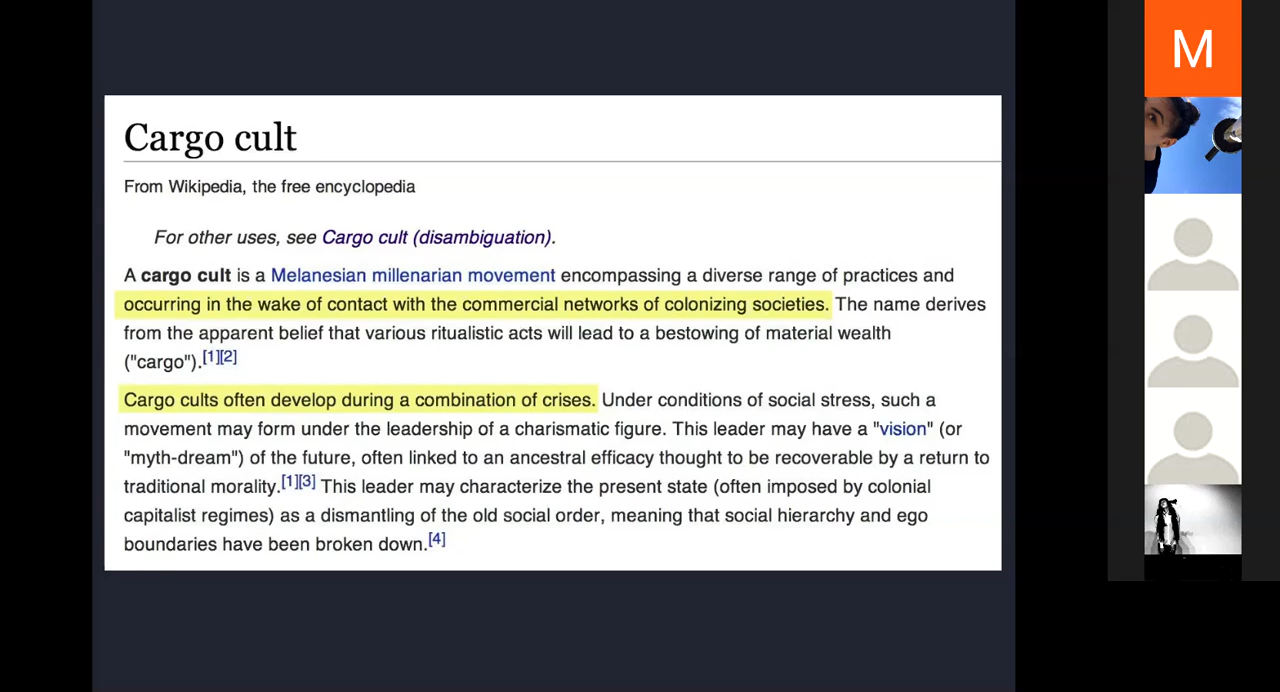 Cargo cult
From Wikipedia, the free encyclopedia
For other uses, see Cargo cult (disambiguation).
A cargo cult is a Melanesian millenarian movement encompassing a diverse range of practices and
occurring in the wake of contact with the commercial networks of colonizing societies. The name derives
from the apparent belief that various ritualistic acts will lead to a bestowing of material wealth
("cargo").[1][2]
Cargo cults often develop during a combination of crises. Under conditions of social stress, such a
movement may form under the leadership of a charismatic figure. This leader may have a "vision" (or
"myth-dream") of the future, often linked to an ancestral efficacy thought to be recoverable by a return to
traditional morality.[1][3] This leader may characterize the present state (often imposed by colonial
capitalist regimes) as a dismantling of the old social order, meaning that social hierarchy and ego
boundaries have been broken down.[4]
M